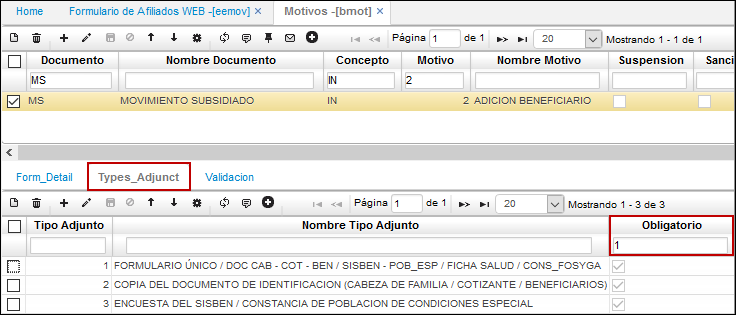 Home Formulario de Afiliados WEB -[eemov] × Motivos -[bmot] ×
Página 1 de 1 20 Mostrando 1 - 1 de 1
Documento Nombre Documento Concepto Motivo Nombre Motivo Suspension Sanci
MS IN 2
MS MOVIMIENTO SUBSIDIADO IN 2 ADICION BENEFICIARIO
Form_Detail Types_Adjunct Validacion
Página 1 de 1 20 Mostrando 1 - 3 de 3
Tipo Adjunto Nombre Tipo Adjunto Obligatorio
1
1 FORMULARIO ÚNICO / DOC CAB - COT - BEN / SISBEN - POB_ESP / FICHA SALUD / CONS_FOSYGA
2 COPIA DEL DOCUMENTO DE IDENTIFICACION (CABEZA DE FAMILIA / COTIZANTE / BENEFICIARIOS)
3 ENCUESTA DEL SISBEN / CONSTANCIA DE POBLACION DE CONDICIONES ESPECIAL